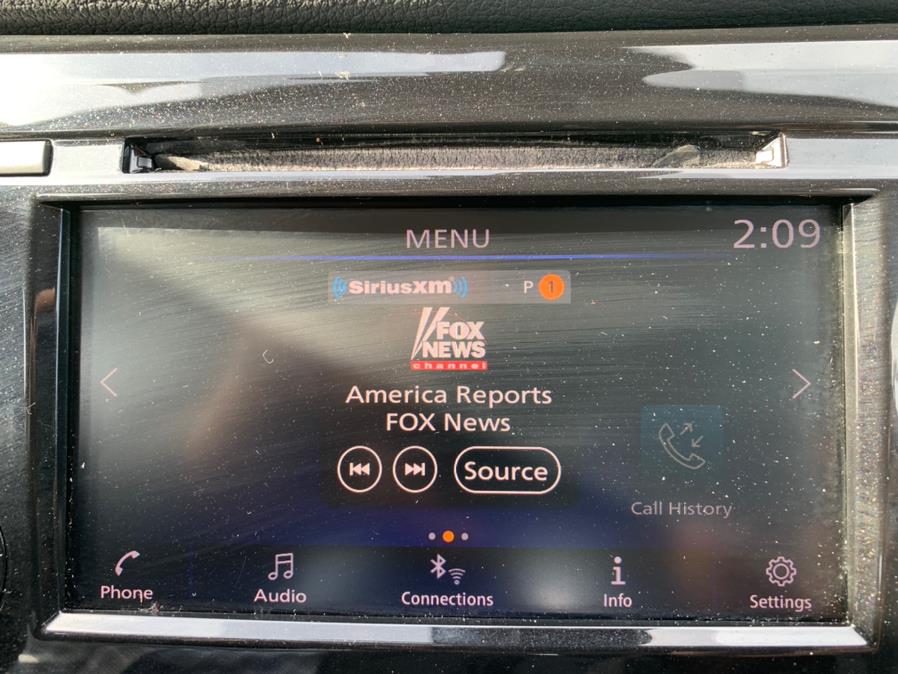 MENU
2:09
SiriusXM P 1
FOX
NEWS
channel
America Reports
FOX News
Source
Call History
Phone
Audio
Connections
Info
Settings